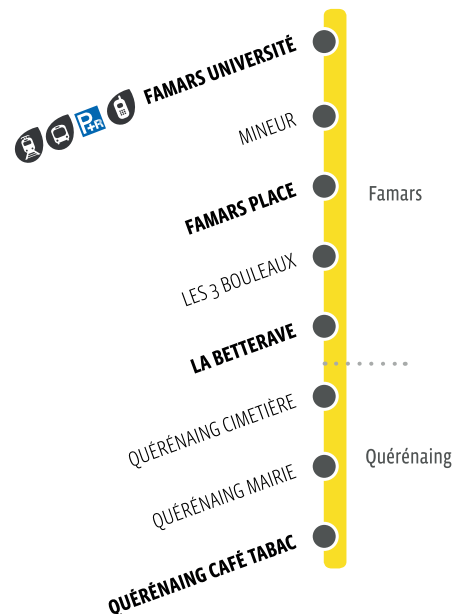 FAMARS UNIVERSITÉ
P+R
MINEUR
FAMARS PLACE
Famars
LES 3 BOULEAUX
LA BETTERAVE
QUÉRÉNAING CIMETIÈRE
Quérénaing
QUÉRÉNAING MAIRIE
QUÉRÉNAING CAFÉ TABAC